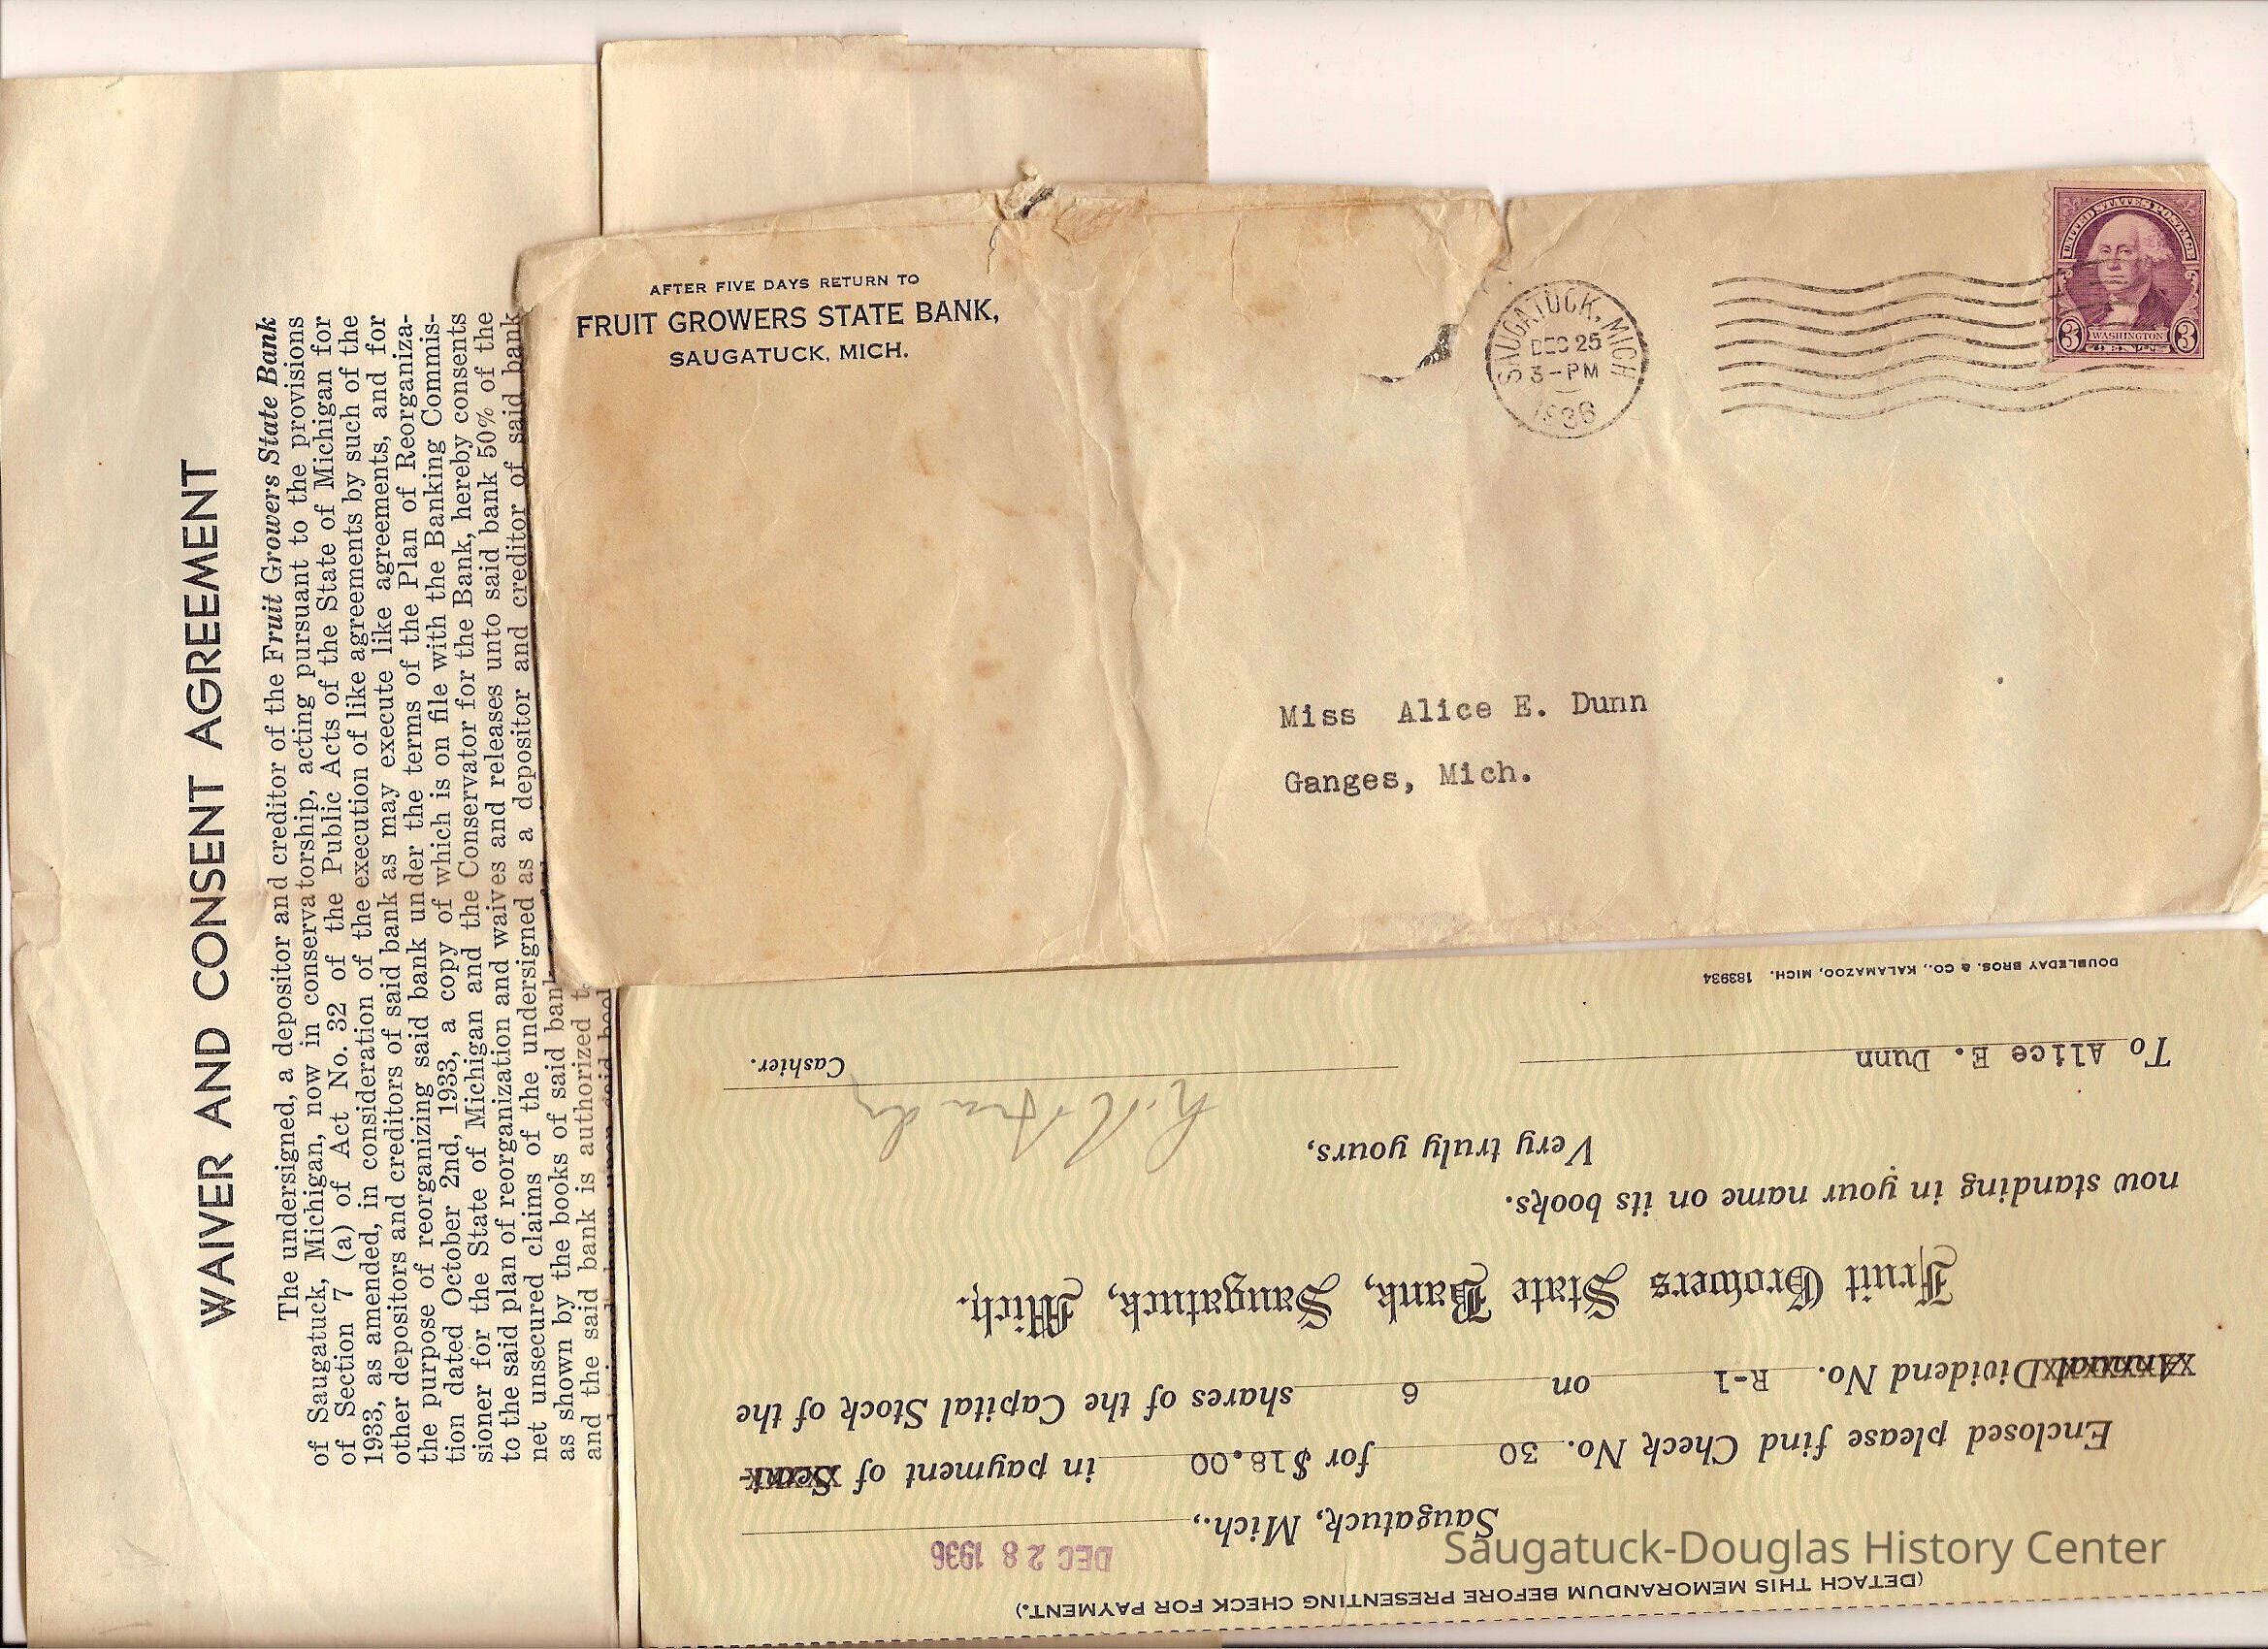 WAIVER AND CONSENT AGREEMENT
The undersigned, a depositor and creditor of the Fruit Growers State Bank
of Saugatuck, Michigan, now in conservatorship, acting pursuant to the provisions
of Section 7 (a) of Act No. 32 of the Public Acts of the State of Michigan for
1933, as amended, in consideration of the execution of like agreements by such of the
other depositors and creditors of said bank as may execute like agreements, and for
the purpose of reorganizing said bank under the terms of the Plan of Reorganiza-
tion dated October 2nd, 1933, a copy of which is on file with the Banking Commis-
sioner for the State of Michigan and the Conservator for the Bank, hereby consents
to the said plan of reorganization and waives and releases unto said bank 50% of the
net unsecured claims of the undersigned as a depositor and creditor of said bank
as shown by the books of said bank
and the said bank is authorized
AFTER FIVE DAYS RETURN TO
FRUIT GROWERS STATE BANK,
SAUGATUCK, MICH.
SAUGATUCK, MICH
DEC 25
3-PM
1936
UNITED STATES POSTAGE
3 WASHINGTON 3
Miss Alice E. Dunn
Ganges, Mich.
(DETACH THIS MEMORANDUM BEFORE PRESENTING CHECK FOR PAYMENT.)
Saugatuck, Mich., DEC 28 1936
Enclosed please find Check No. 30 for $18.00 in payment of Semi-
Annual Dividend No. R-1 on 6 shares of the Capital Stock of the
Fruit Growers State Bank, Saugatuck, Mich.
now standing in your name on its books.
Very truly yours,
Cashier.
To Alice E. Dunn
DOUBLEDAY BROS. & CO., KALAMAZOO, MICH. 183934
Saugatuck-Douglas History Center